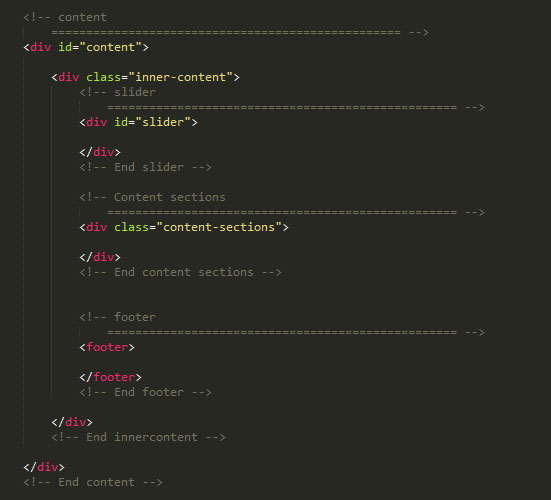 <!-- content
================================================== -->
<div id="content">
<div class="inner-content">
<!-- slider
================================================== -->
<div id="slider">
</div>
<!-- End slider -->
<!-- Content sections
================================================== -->
<div class="content-sections">
</div>
<!-- End content sections -->
<!-- footer
================================================== -->
<footer>
</footer>
<!-- End footer -->
</div>
<!-- End innercontent -->
</div>
<!-- End content -->